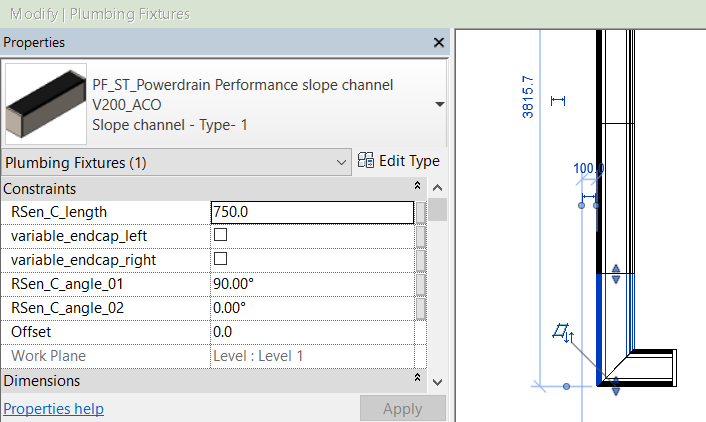 Modify | Plumbing Fixtures
Properties
PF_ST_Powerdrain Performance slope channel
V200_ACO
Slope channel - Type- 1
Plumbing Fixtures (1)
Edit Type
Constraints
RSen_C_length 750.0
variable_endcap_left
variable_endcap_right
RSen_C_angle_01 90.00°
RSen_C_angle_02 0.00°
Offset 0.0
Work Plane Level : Level 1
Dimensions
Properties help
Apply
3815.7
100.0